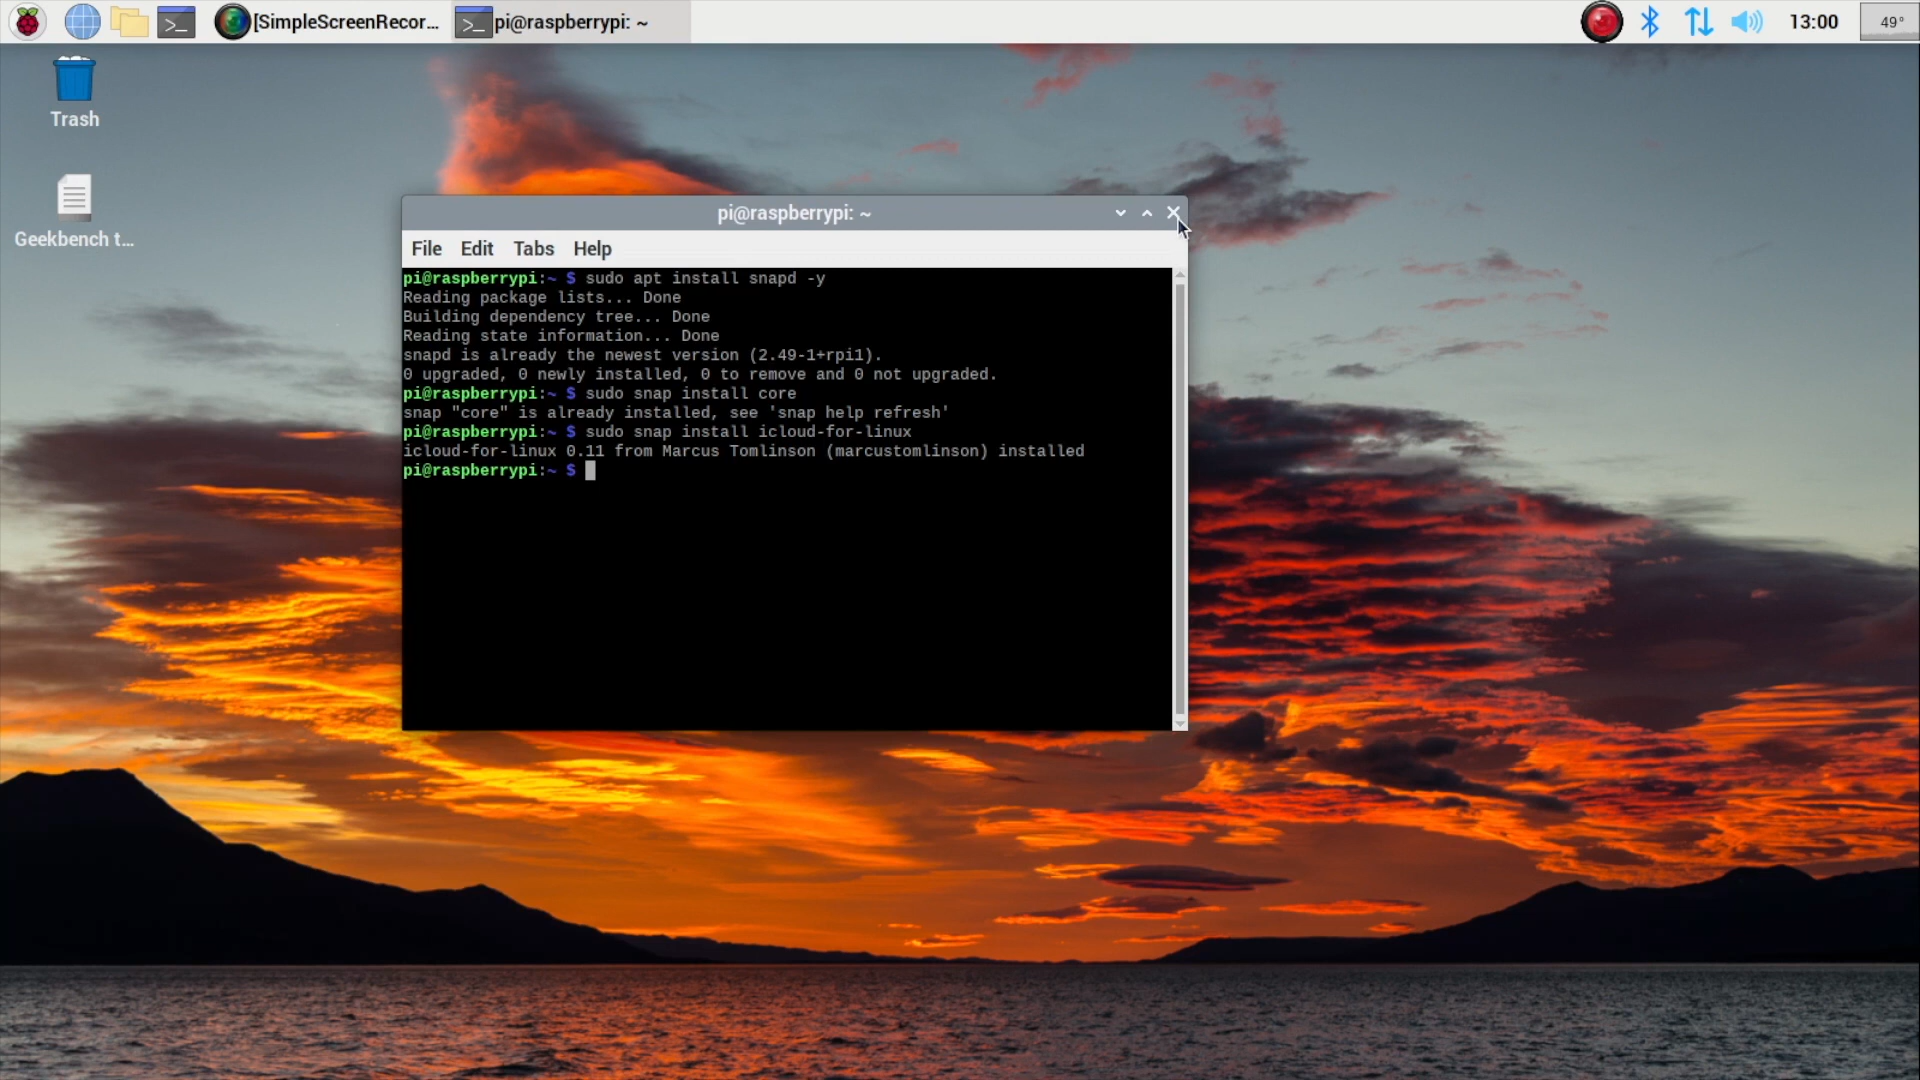 [SimpleScreenRecor...
pi@raspberrypi: ~
13:00
49°
Trash
Geekbench t...
pi@raspberrypi: ~
File Edit Tabs Help
pi@raspberrypi:~ $ sudo apt install snapd -y
Reading package lists... Done
Building dependency tree... Done
Reading state information... Done
snapd is already the newest version (2.49-1+rpi1).
0 upgraded, 0 newly installed, 0 to remove and 0 not upgraded.
pi@raspberrypi:~ $ sudo snap install core
snap "core" is already installed, see 'snap help refresh'
pi@raspberrypi:~ $ sudo snap install icloud-for-linux
icloud-for-linux 0.11 from Marcus Tomlinson (marcustomlinson) installed
pi@raspberrypi:~ $